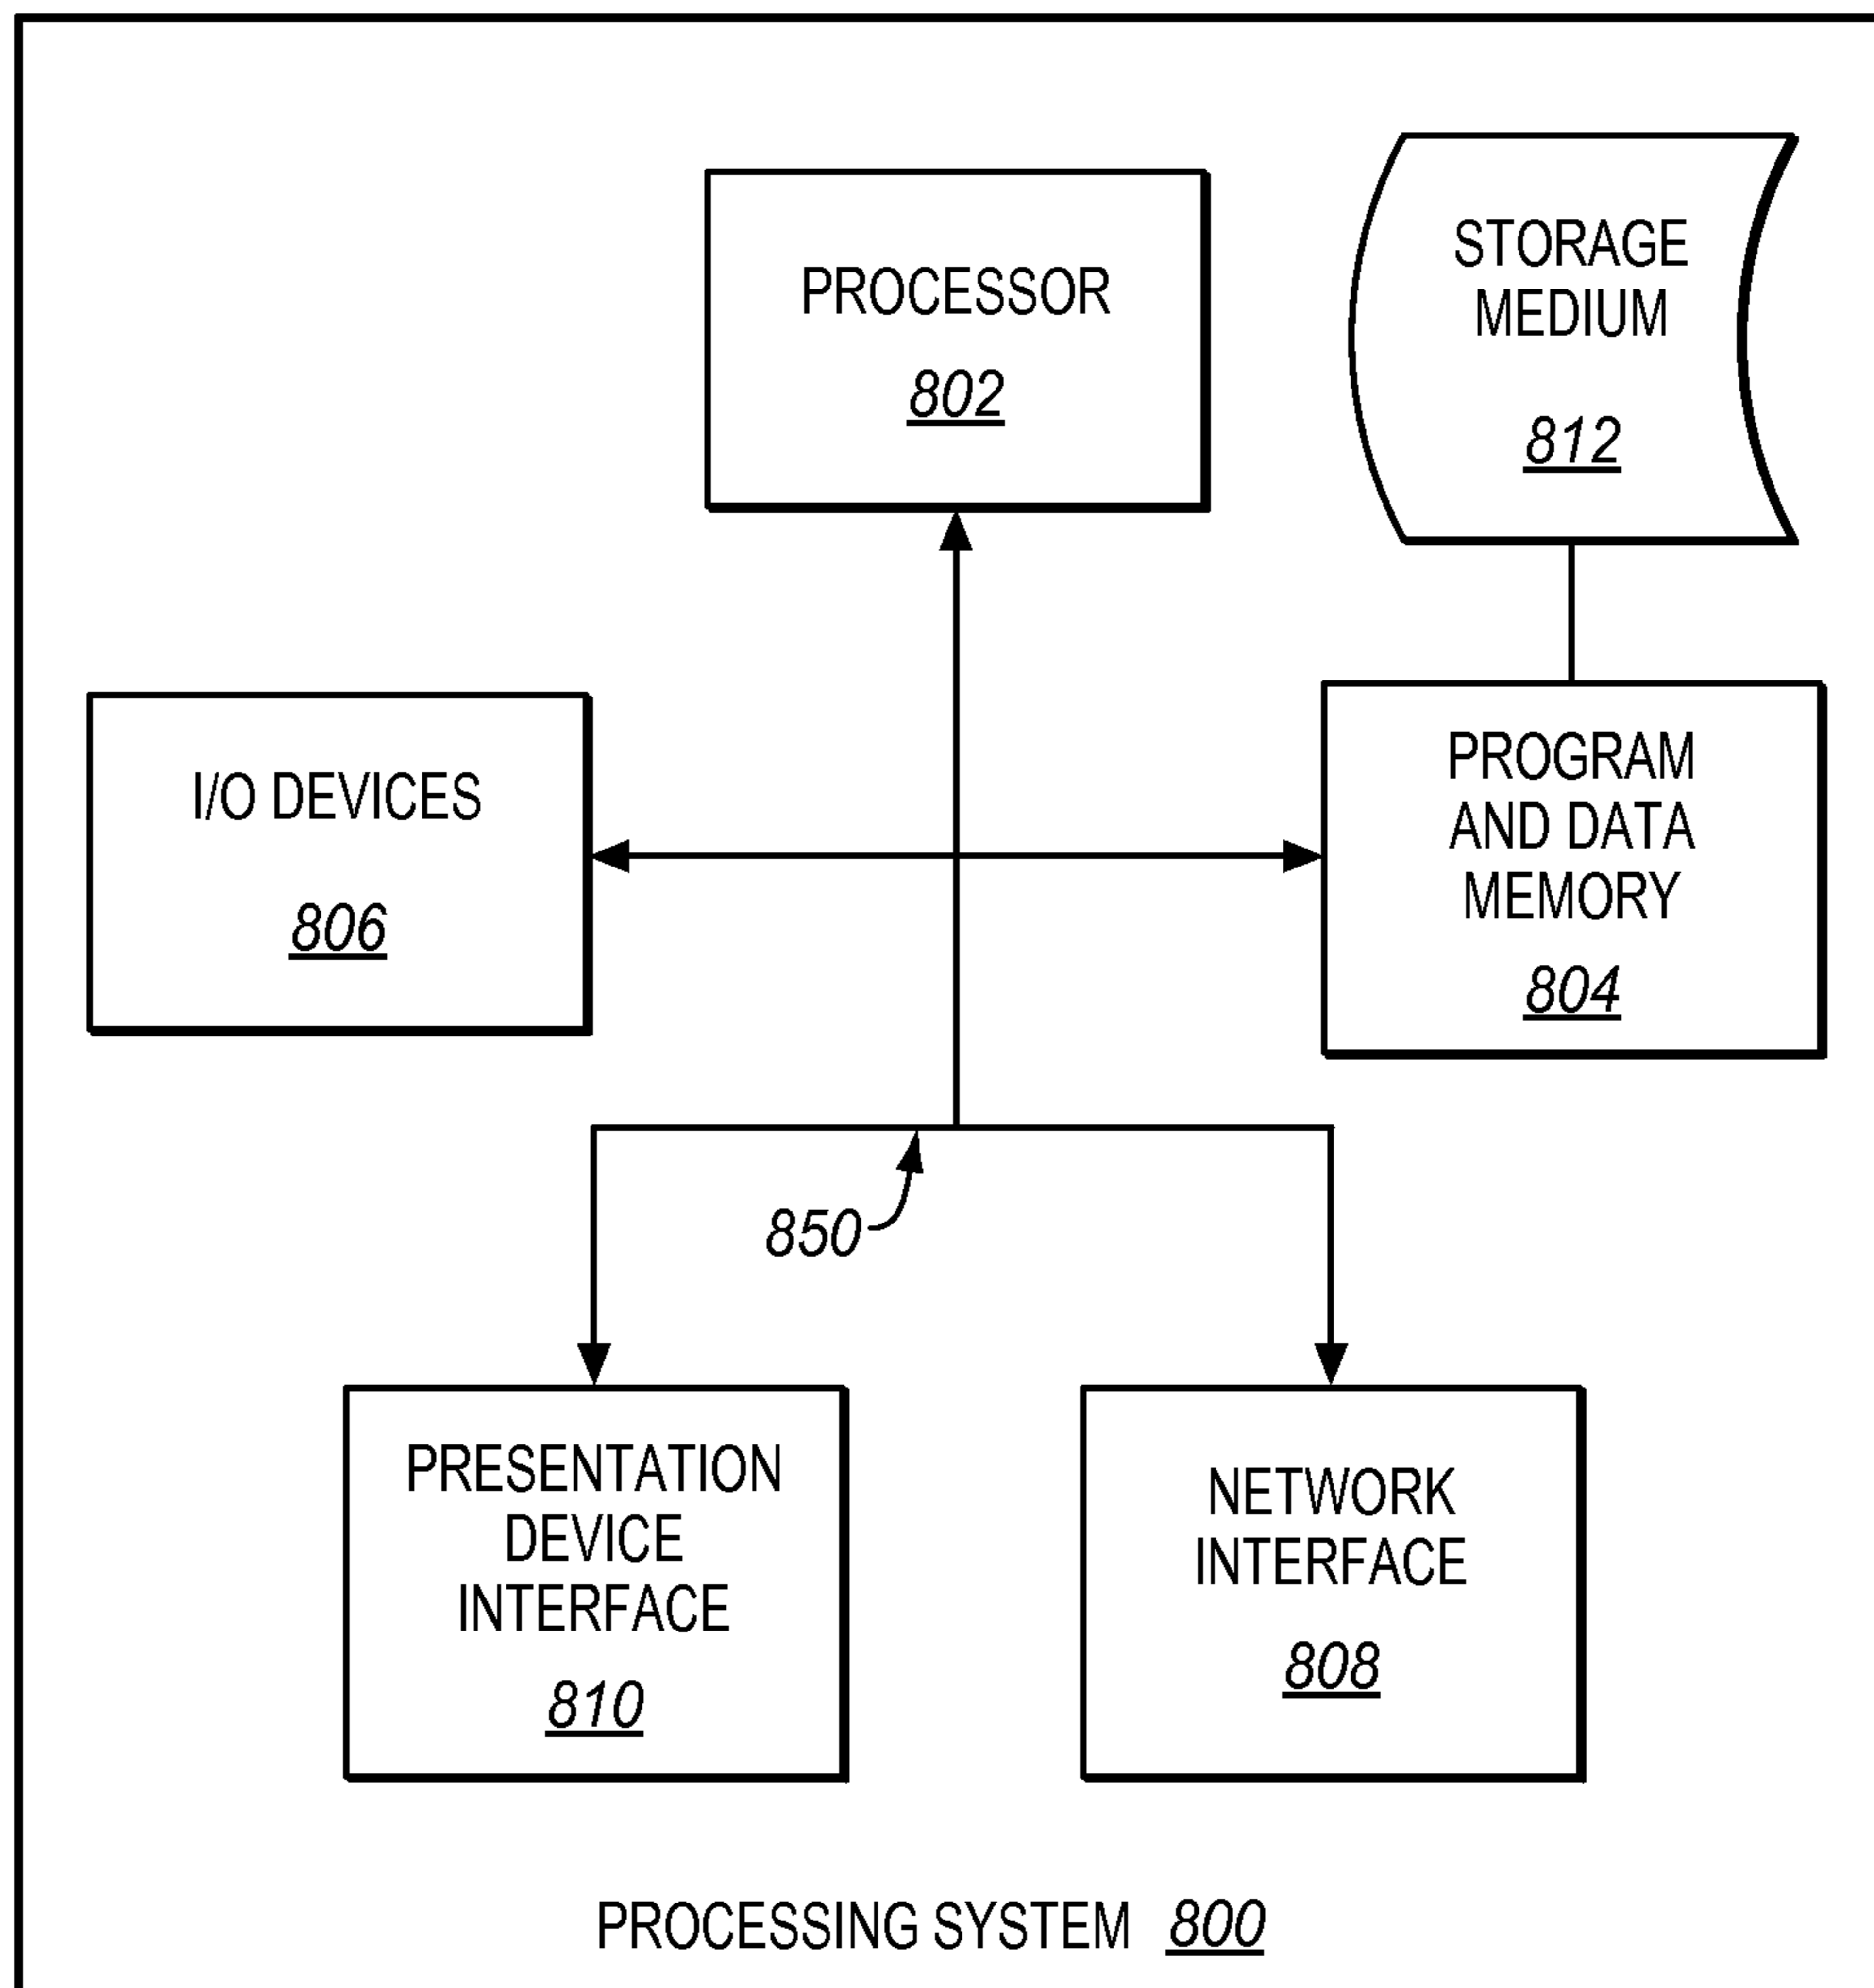 PROCESSOR
802
STORAGE
MEDIUM
812
I/O DEVICES
806
PROGRAM
AND DATA
MEMORY
804
850
PRESENTATION
DEVICE
INTERFACE
810
NETWORK
INTERFACE
808
PROCESSING SYSTEM 800